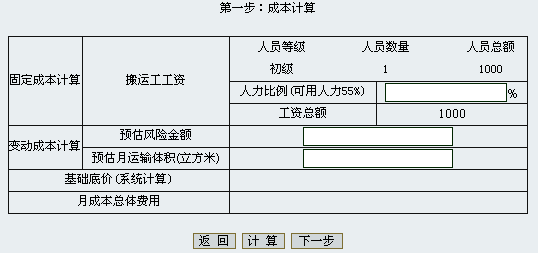 第一步：成本计算
人员等级 人员数量 人员总额
固定成本计算 搬运工工资 初级 1 1000
人力比例(可用人力55%) %
工资总额 1000
变动成本计算 预估风险金额
预估月运输体积(立方米)
基础底价(系统计算)
月成本总体费用
返 回 计 算 下一步